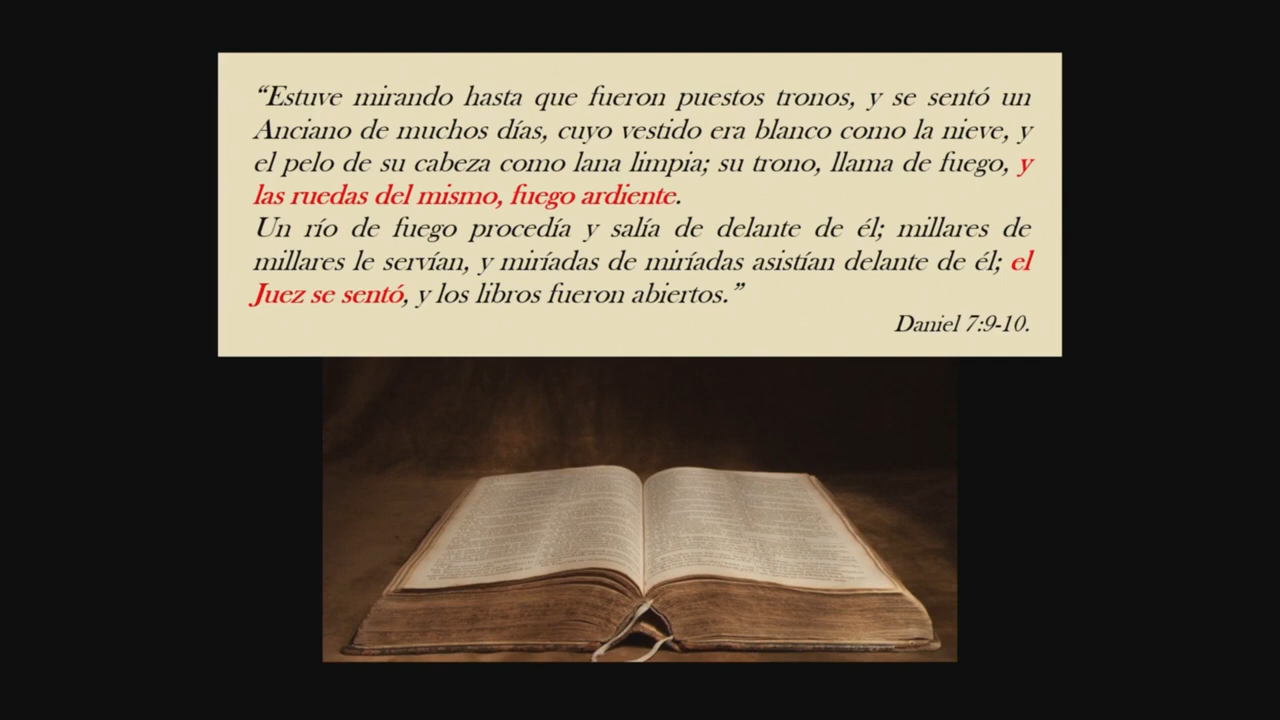 “Estuve mirando hasta que fueron puestos tronos, y se sentó un
Anciano de muchos días, cuyo vestido era blanco como la nieve, y
el pelo de su cabeza como lana limpia; su trono, llama de fuego, y
las ruedas del mismo, fuego ardiente.
Un río de fuego procedía y salía de delante de él; millares de
millares le servían, y miríadas de miríadas asistían delante de él; el
Juez se sentó, y los libros fueron abiertos.”
Daniel 7:9-10.